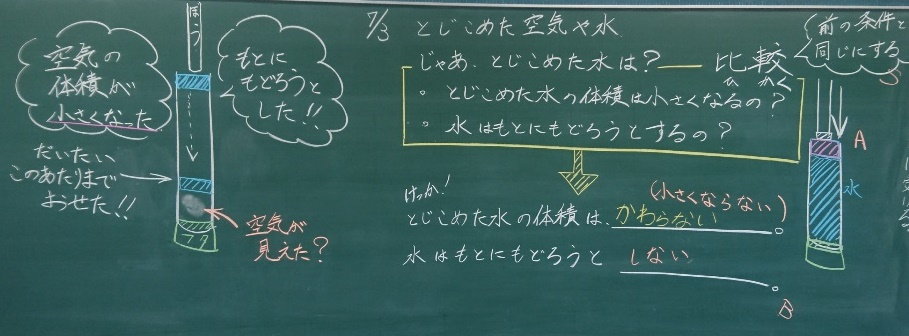 ぼう
空気の
体積が
小さくなった
もとに
もどろうと
した!!
だいたい
このあたりまで
おせた!!
フタ
空気が
見えた?
7/3 とじこめた空気や水
じゃあ、とじこめた水は? 比較
ひかく
。とじこめた水の体積は小さくなるの?
。水はもとにもどろうとするの?
けっか!
(小さくならない)
とじこめた水の体積は、かわらない。
水はもとにもどろうと しない。
前の条件と
同じにする
A
水
B